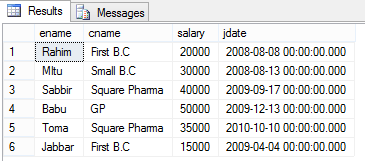 Results Messages
ename cname salary jdate
1 Rahim First B.C 20000 2008-08-08 00:00:00.000
2 Mltu Small B.C 30000 2008-08-13 00:00:00.000
3 Sabbir Square Pharma 40000 2009-09-17 00:00:00.000
4 Babu GP 50000 2009-12-13 00:00:00.000
5 Toma Square Pharma 35000 2010-10-10 00:00:00.000
6 Jabbar First B.C 15000 2009-04-04 00:00:00.000